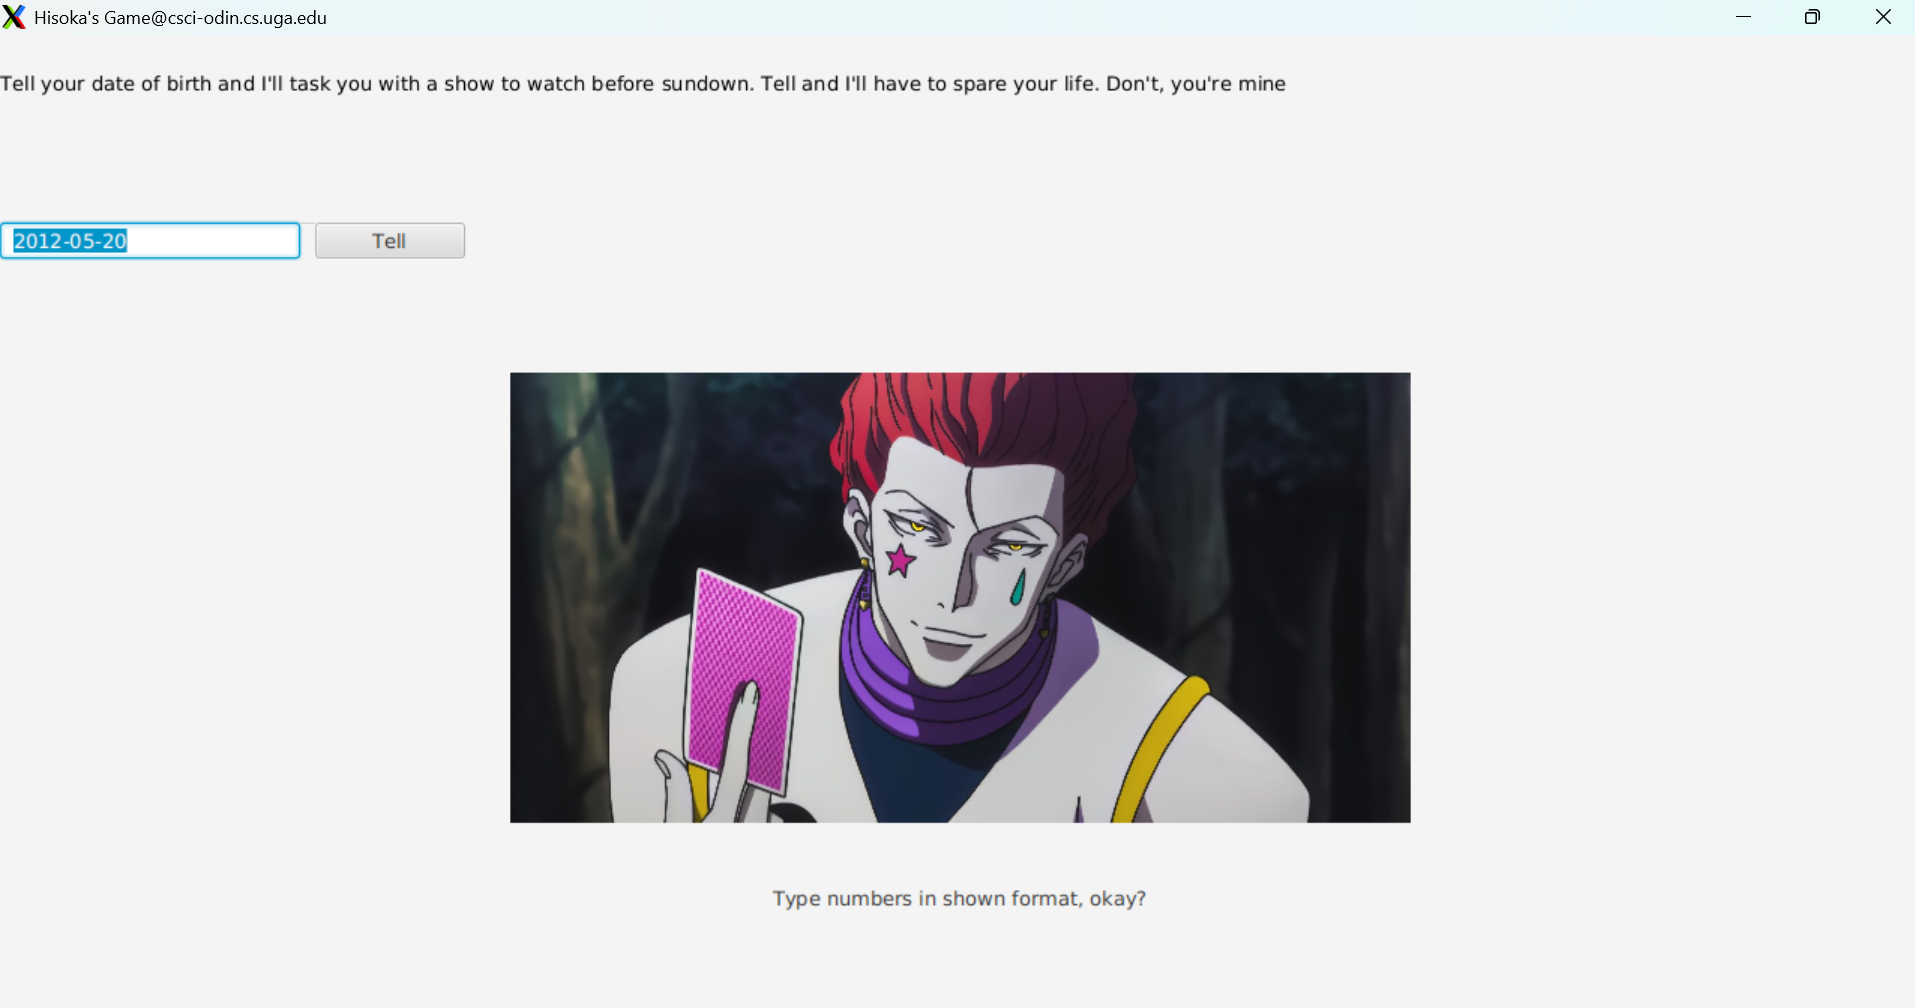 Hisoka's Game@csci-odin.cs.uga.edu
Tell your date of birth and I'll task you with a show to watch before sundown. Tell and I'll have to spare your life. Don't, you're mine
2012-05-20
Tell
Type numbers in shown format, okay?